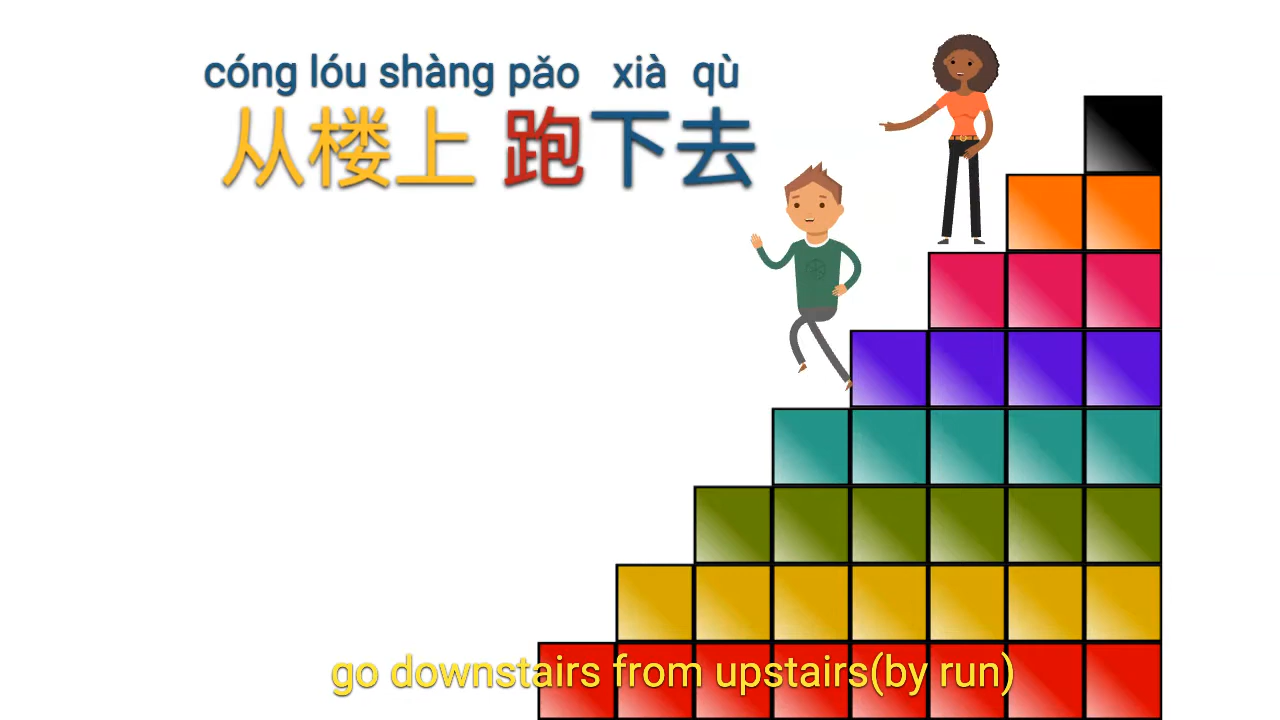 cóng lóu shàng pǎo xià qù
从楼上 跑下去
go downstairs from upstairs(by run)